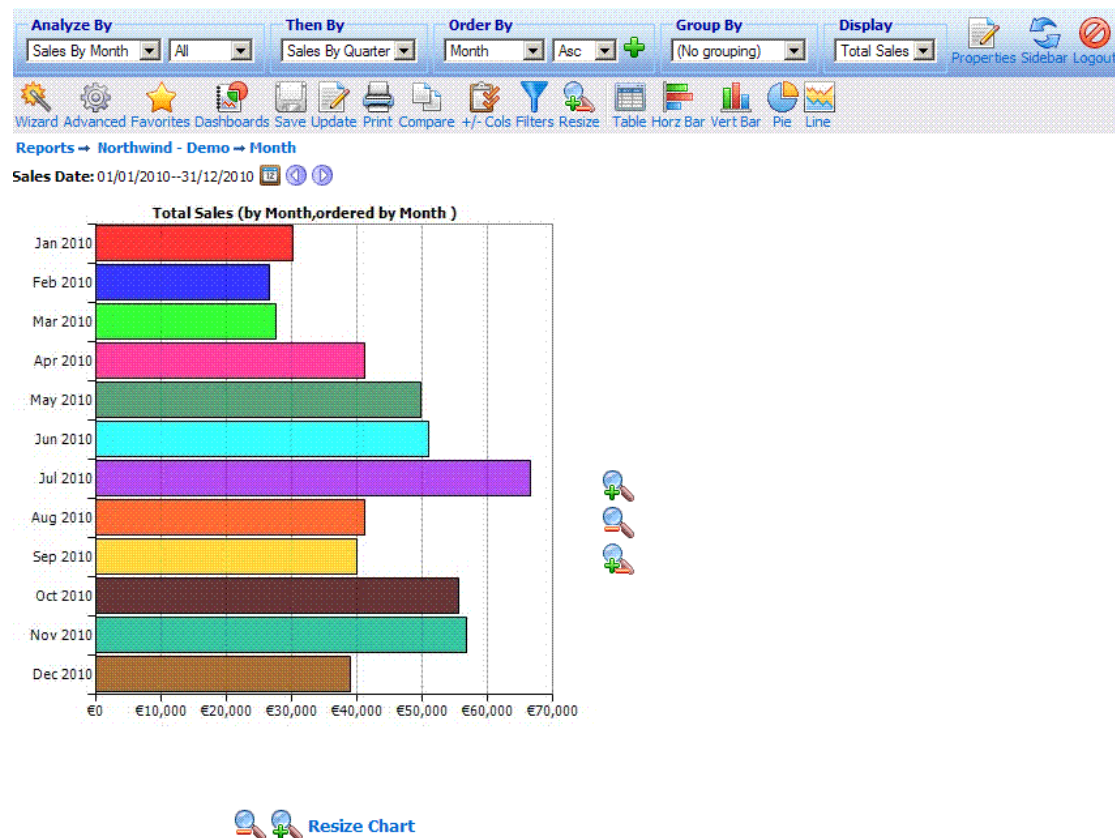 Analyze By Then By Order By Group By Display
Sales By Month All Sales By Quarter Month Asc (No grouping) Total Sales
Properties Sidebar Logout
Wizard Advanced Favorites Dashboards Save Update Print Compare +/- Cols Filters Resize Table Horz Bar Vert Bar Pie Line
Reports → Northwind - Demo → Month
Sales Date: 01/01/2010--31/12/2010 12
Total Sales (by Month,ordered by Month )
Jan 2010
Feb 2010
Mar 2010
Apr 2010
May 2010
Jun 2010
Jul 2010
Aug 2010
Sep 2010
Oct 2010
Nov 2010
Dec 2010
€0 €10,000 €20,000 €30,000 €40,000 €50,000 €60,000 €70,000
Resize Chart